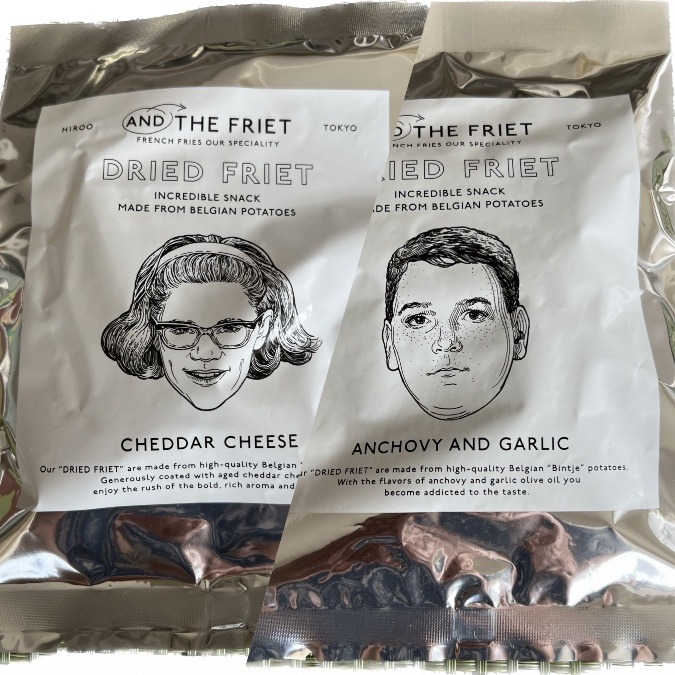 HIROO
AND THE FRIET
TOKYO
FRENCH FRIES OUR SPECIALITY
DRIED FRIET
INCREDIBLE SNACK
MADE FROM BELGIAN POTATOES
CHEDDAR CHEESE
Our "DRIED FRIET" are made from high-quality Belgian "
Generously coated with aged cheddar
enjoy the rush of the bold, rich aroma and
THE FRIET
TOKYO
FRIES OUR SPECIALITY
FRIET
INCREDIBLE SNACK
FROM BELGIAN POTATOES
ANCHOVY AND GARLIC
"DRIED FRIET" are made from high-quality Belgian "Bintje" potatoes.
With the flavors of anchovy and garlic olive oil you
become addicted to the taste.